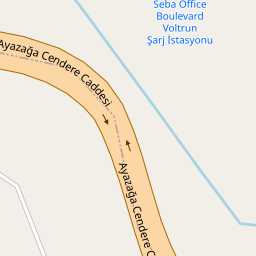 Seba Office
Boulevard
Voltrun
Şarj İstasyonu
Ayazağa Cendere Caddesi
Ayazağa Cendere C